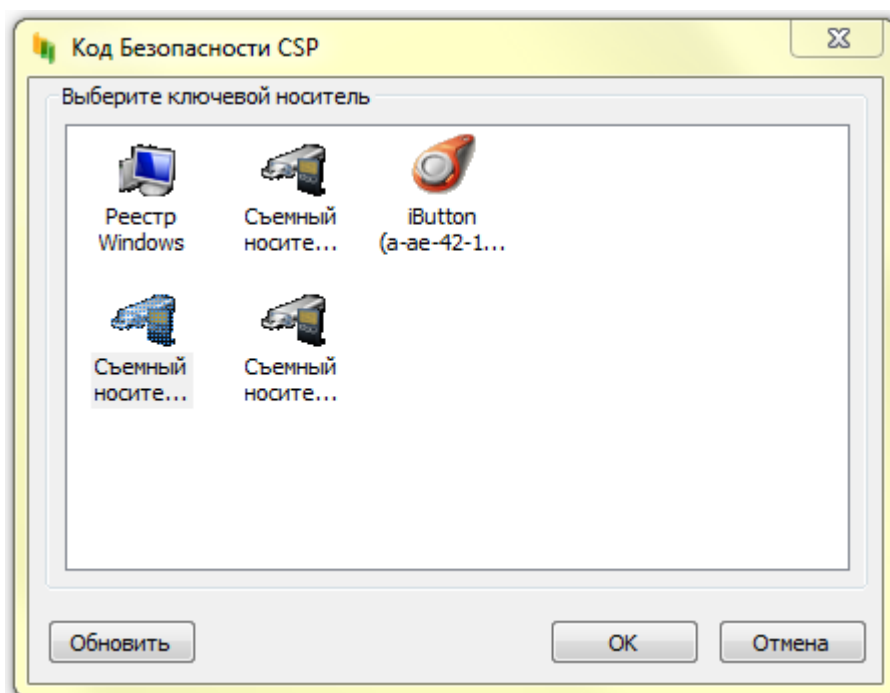 Код Безопасности CSP
Выберите ключевой носитель
Реестр
Windows
Съемный
носите...
iButton
(a-ae-42-1...
Съемный
носите...
Съемный
носите...
Обновить
OK
Отмена